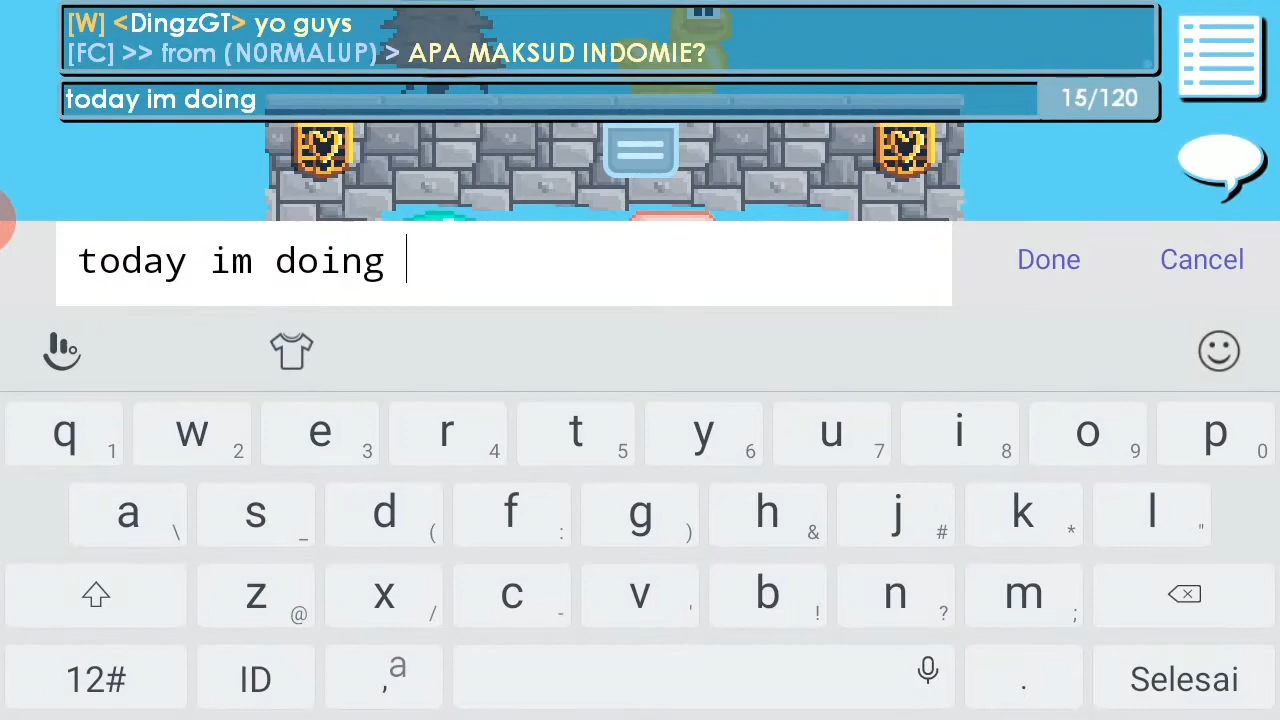 [W] <DingzGT> yo guys
[FC] >> from (N0RMALUP) > APA MAKSUD INDOMIE?
today im doing 15/120
today im doing Done Cancel
q 1 w 2 e 3 r 4 t 5 y 6 u 7 i 8 o 9 p 0
a \ s _ d ( f : g ) h & j # k * l "
z @ x / c - v ' b ! n ? m ;
12# ID , a . Selesai